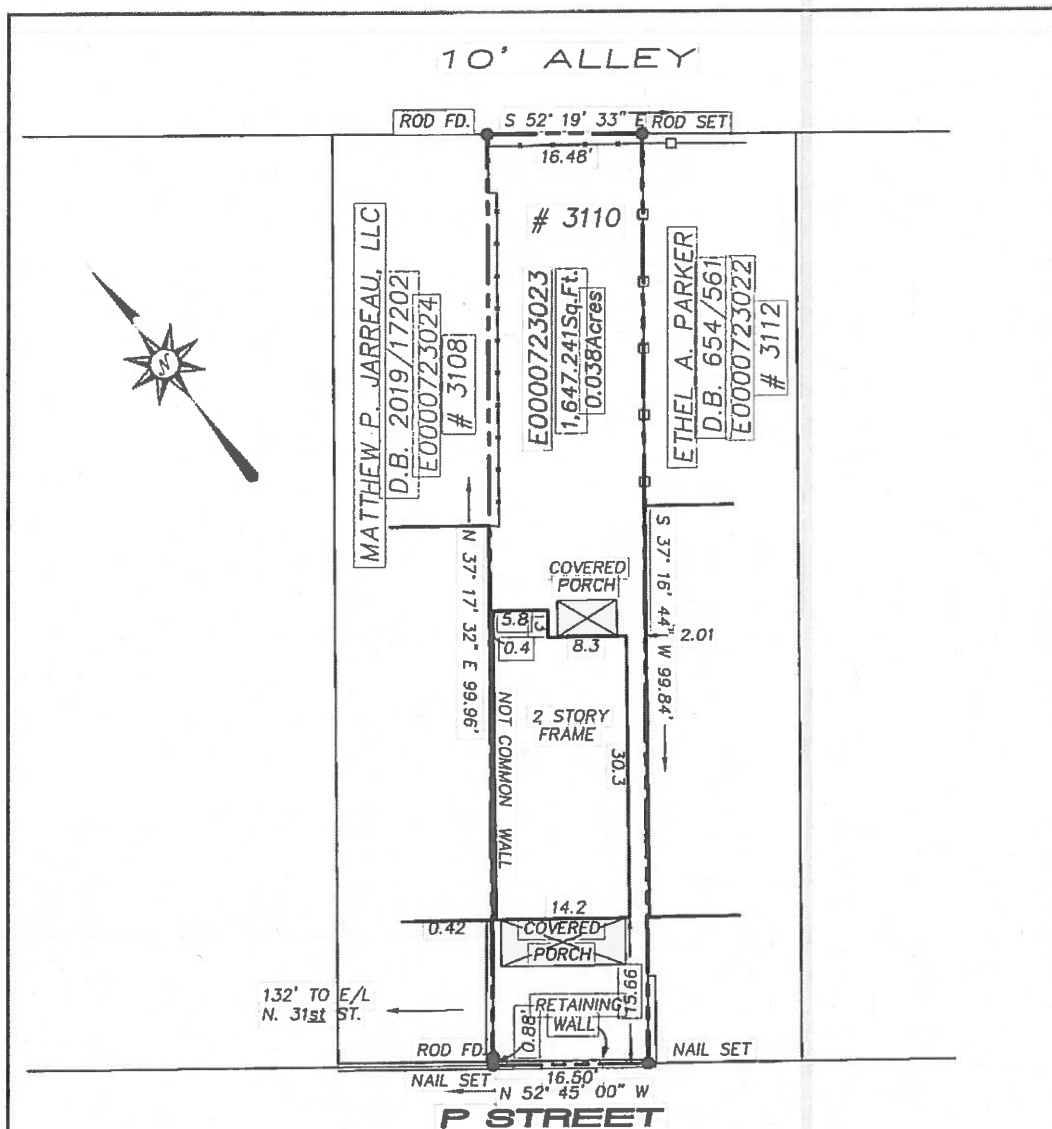 10' ALLEY
ROD FD.
S 52° 19' 33" E
ROD SET
16.48'
# 3110
MATTHEW P. JARREAU, LLC
D.B. 2019/17202
E0000723024
# 3108
E0000723023
1,647.241Sq.Ft.
0.038Acres
ETHEL A. PARKER
D.B. 654/561
E0000723022
# 3112
N
N 37° 17' 32" E 99.96'
S 37° 16' 44" W 99.84'
COVERED
PORCH
5.8
1.3
0.4
8.3
2.01
2 STORY
FRAME
NOT COMMON WALL
30.3
14.2
0.42
COVERED
PORCH
15.66
132' TO E/L
N. 31st ST.
RETAINING
WALL
0.88'
ROD FD.
NAIL SET
NAIL SET
16.50'
N 52° 45' 00" W
P STREET